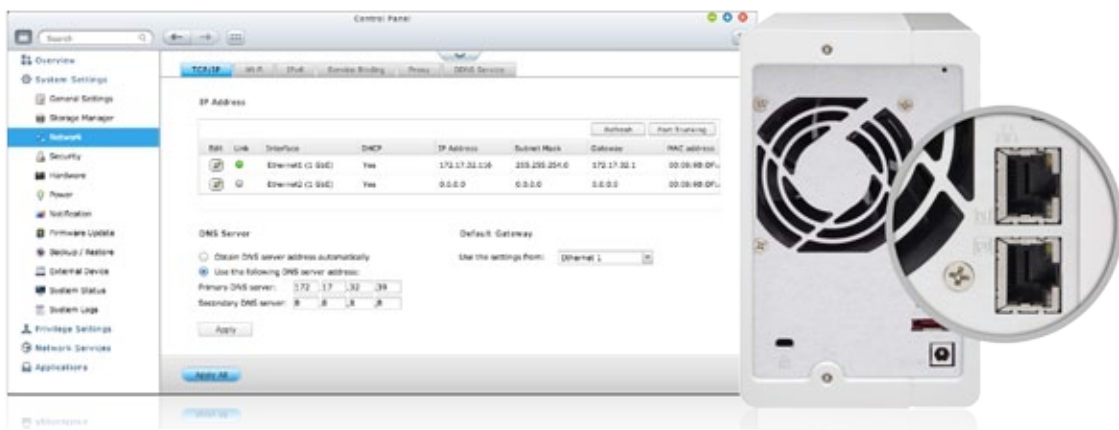 Control Panel
Search
Overview
System Settings
General Settings
Storage Manager
Network
Security
Hardware
Power
Notification
Firmware Update
Backup / Restore
External Device
System Status
System Logs
Privilege Settings
Network Services
Applications
TCP/IP Wi-Fi IPv6 Service Binding Proxy DDNS Service
IP Address
Refresh Port Trunking
Edit Link Interface DHCP IP Address Subnet Mask Gateway MAC address
Ethernet1 (1 GbE) Yes 172.17.32.116 255.255.254.0 172.17.32.1
Ethernet2 (1 GbE) Yes 0.0.0.0 0.0.0.0 0.0.0.0
DNS Server Default Gateway
Obtain DNS server address automatically Use the settings from: Ethernet 1
Use the following DNS server address:
Primary DNS server: 172 .17 .32 .39
Secondary DNS server: 8 .8 .8 .8
Apply
Apply All